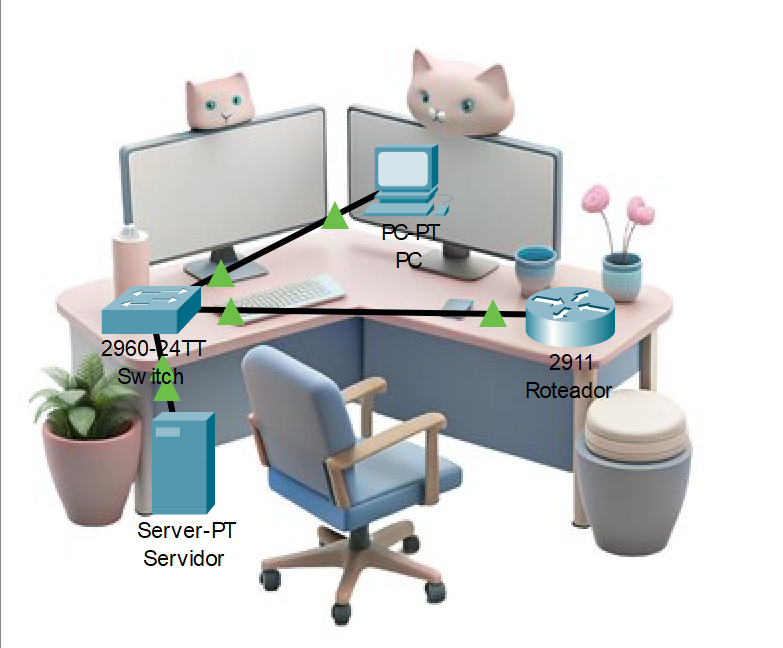 PC-PT
PC
2960-24TT
Switch
2911
Roteador
Server-PT
Servidor